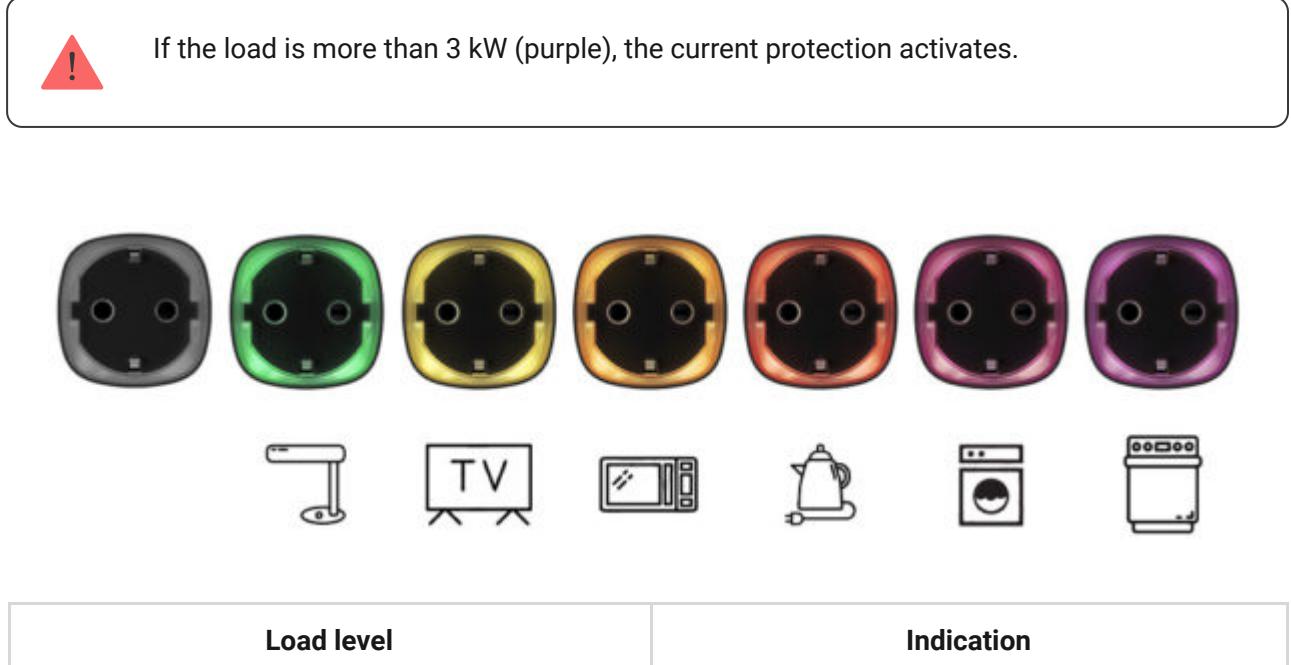 If the load is more than 3 kW (purple), the current protection activates.
TV
Load level
Indication